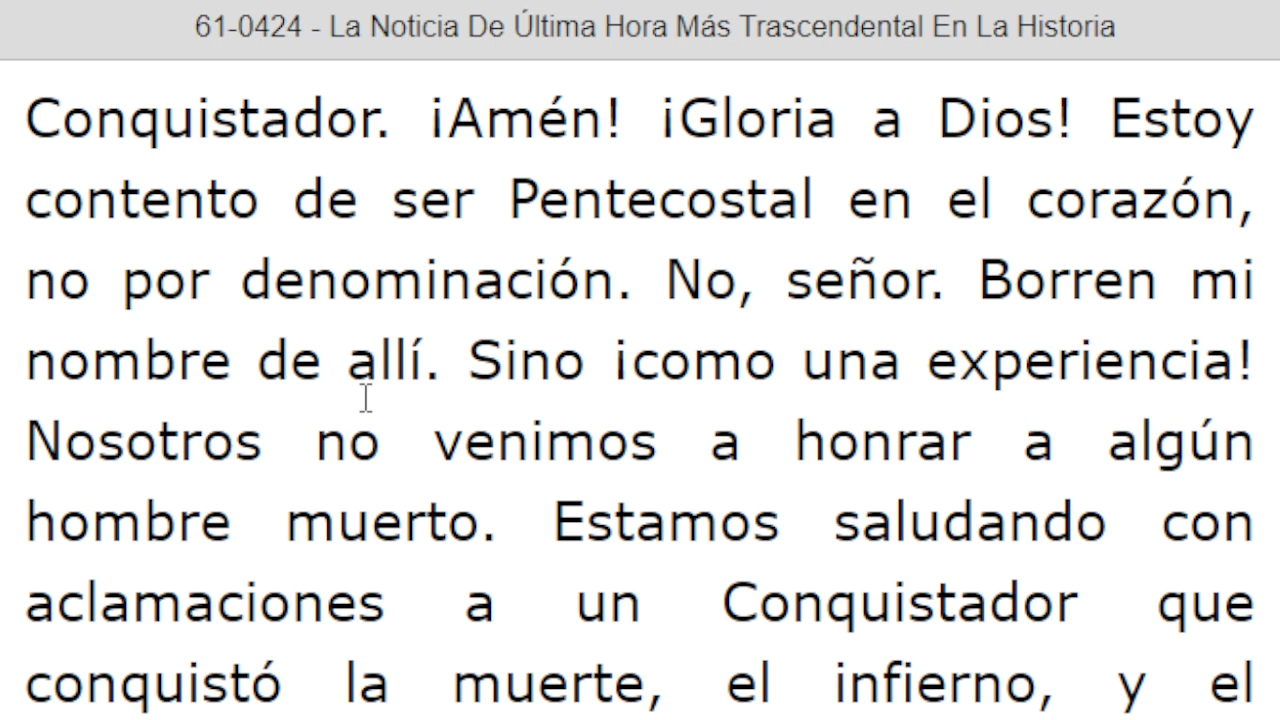 61-0424 - La Noticia De Última Hora Más Trascendental En La Historia
Conquistador. ¡Amén! ¡Gloria a Dios! Estoy
contento de ser Pentecostal en el corazón,
no por denominación. No, señor. Borren mi
nombre de allí. Sino ¡como una experiencia!
Nosotros no venimos a honrar a algún
hombre muerto. Estamos saludando con
aclamaciones a un Conquistador que
conquistó la muerte, el infierno, y el